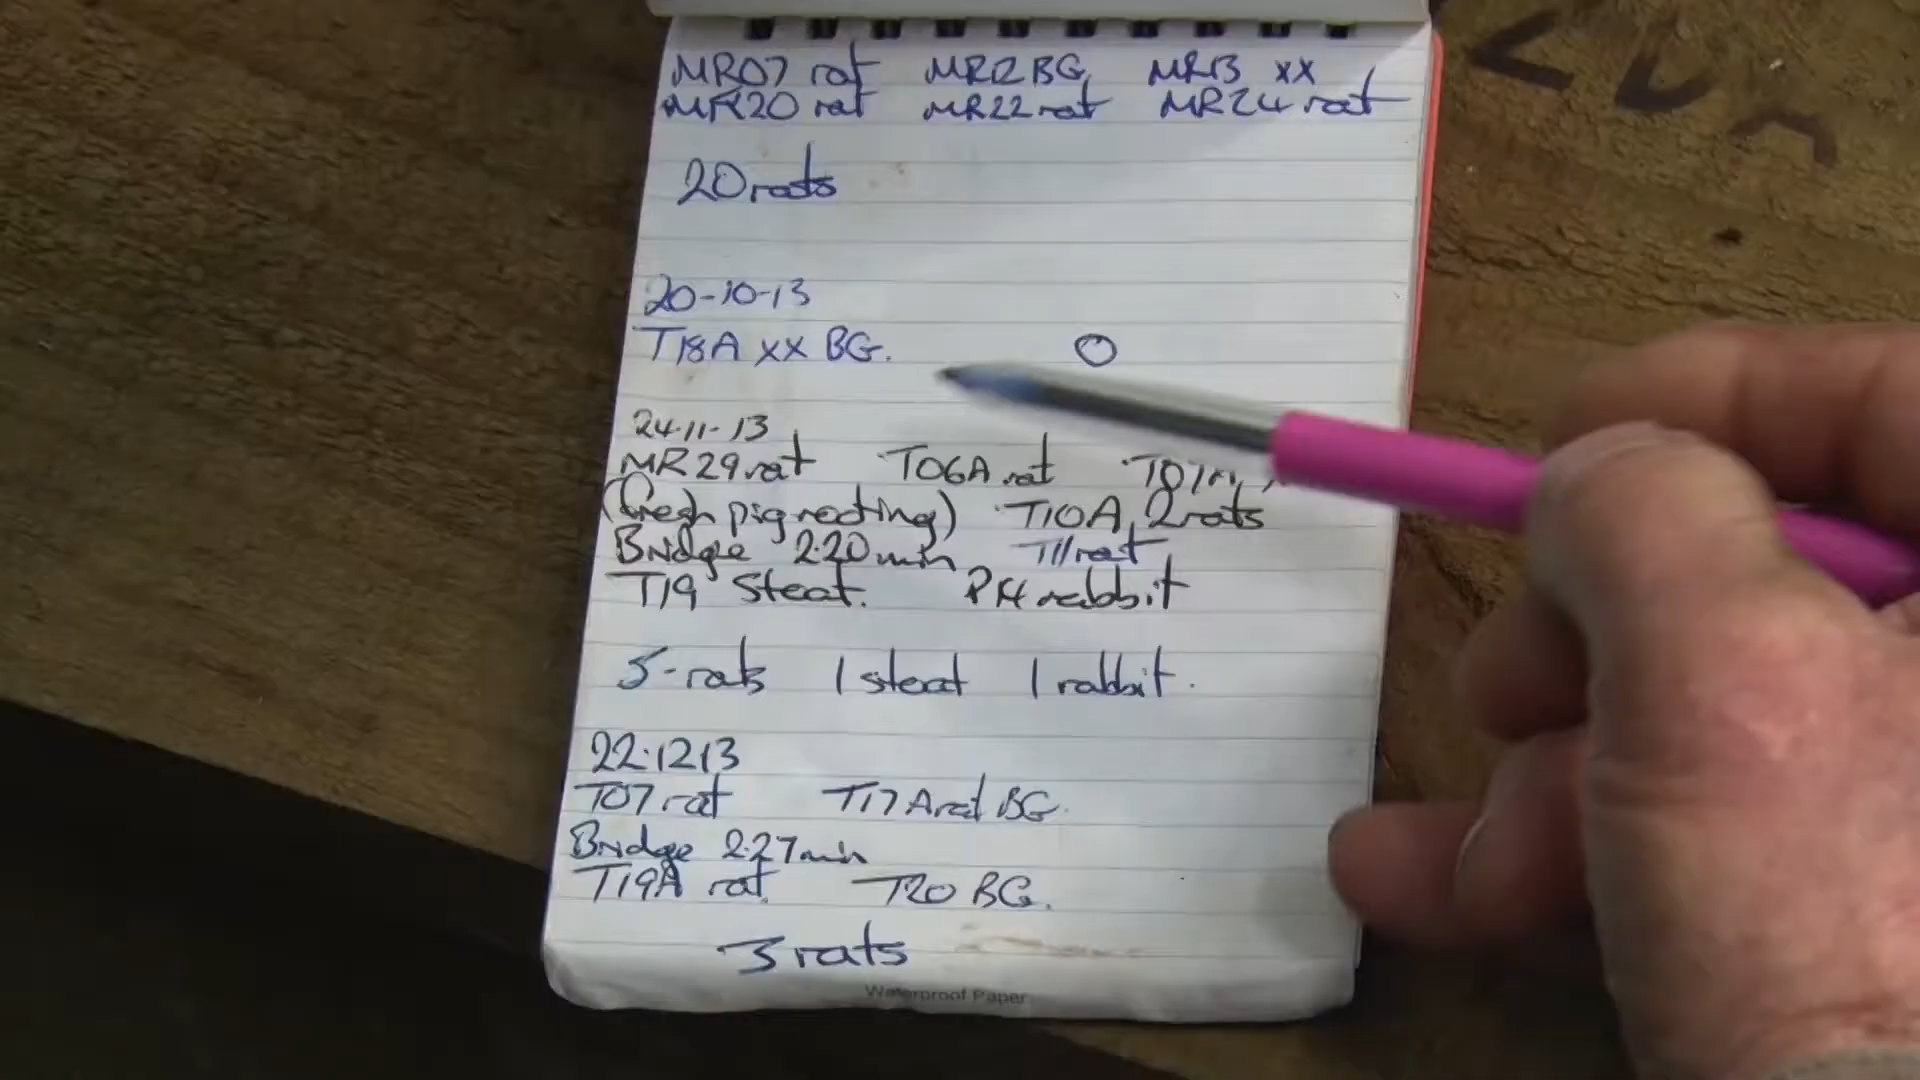 MR07 rat MR12 BG MR13 xx
MR20 rat MR22 rat MR24 rat
20 rats
20-10-13
T18A xx BG. O
24-11-13
MR29 rat T06A rat T07A
(fresh pig rooting) T10A, 2 rats
Bridge 2.20 min T11 rat
T19 Stoat. PH rabbit
5-rats 1 stoat 1 rabbit.
22.12 13
T07 rat T17A rat BG.
Bridge 2.27 min
T19A rat T20 BG.
3 rats
Waterproof Paper